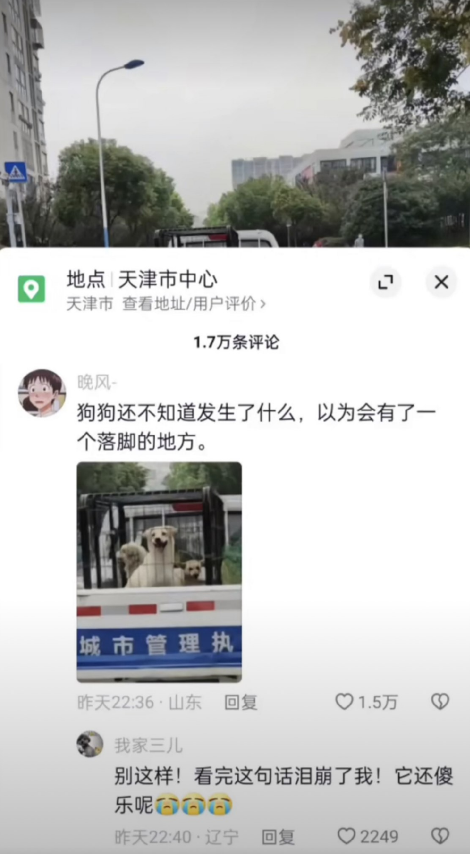 地点 | 天津市中心
天津市 查看地址/用户评价 >
1.7万条评论
晚风-
狗狗还不知道发生了什么，以为会有了一
个落脚的地方。
城市管理执
昨天22:36 · 山东 回复 1.5万
我家三儿
别这样！看完这句话泪崩了我！它还傻
乐呢😭😭😭
昨天22:40 · 辽宁 回复 2249